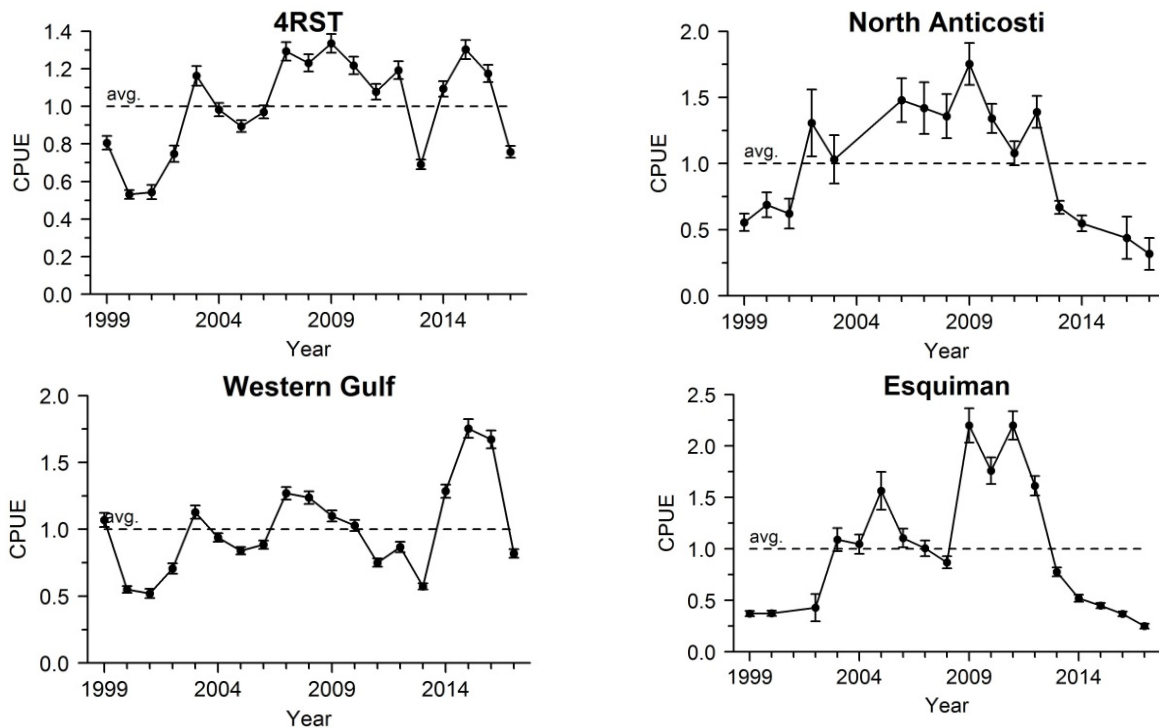 4RST
1.4
1.2
1.0
0.8
0.6
0.4
0.2
0.0
CPUE
avg.
1999
2004
2009
2014
Year
North Anticosti
2.0
1.5
1.0
0.5
0.0
CPUE
avg.
1999
2004
2009
2014
Year
Western Gulf
2.0
1.5
1.0
0.5
0.0
CPUE
avg.
1999
2004
2009
2014
Year
Esquiman
2.5
2.0
1.5
1.0
0.5
0.0
CPUE
avg.
1999
2004
2009
2014
Year